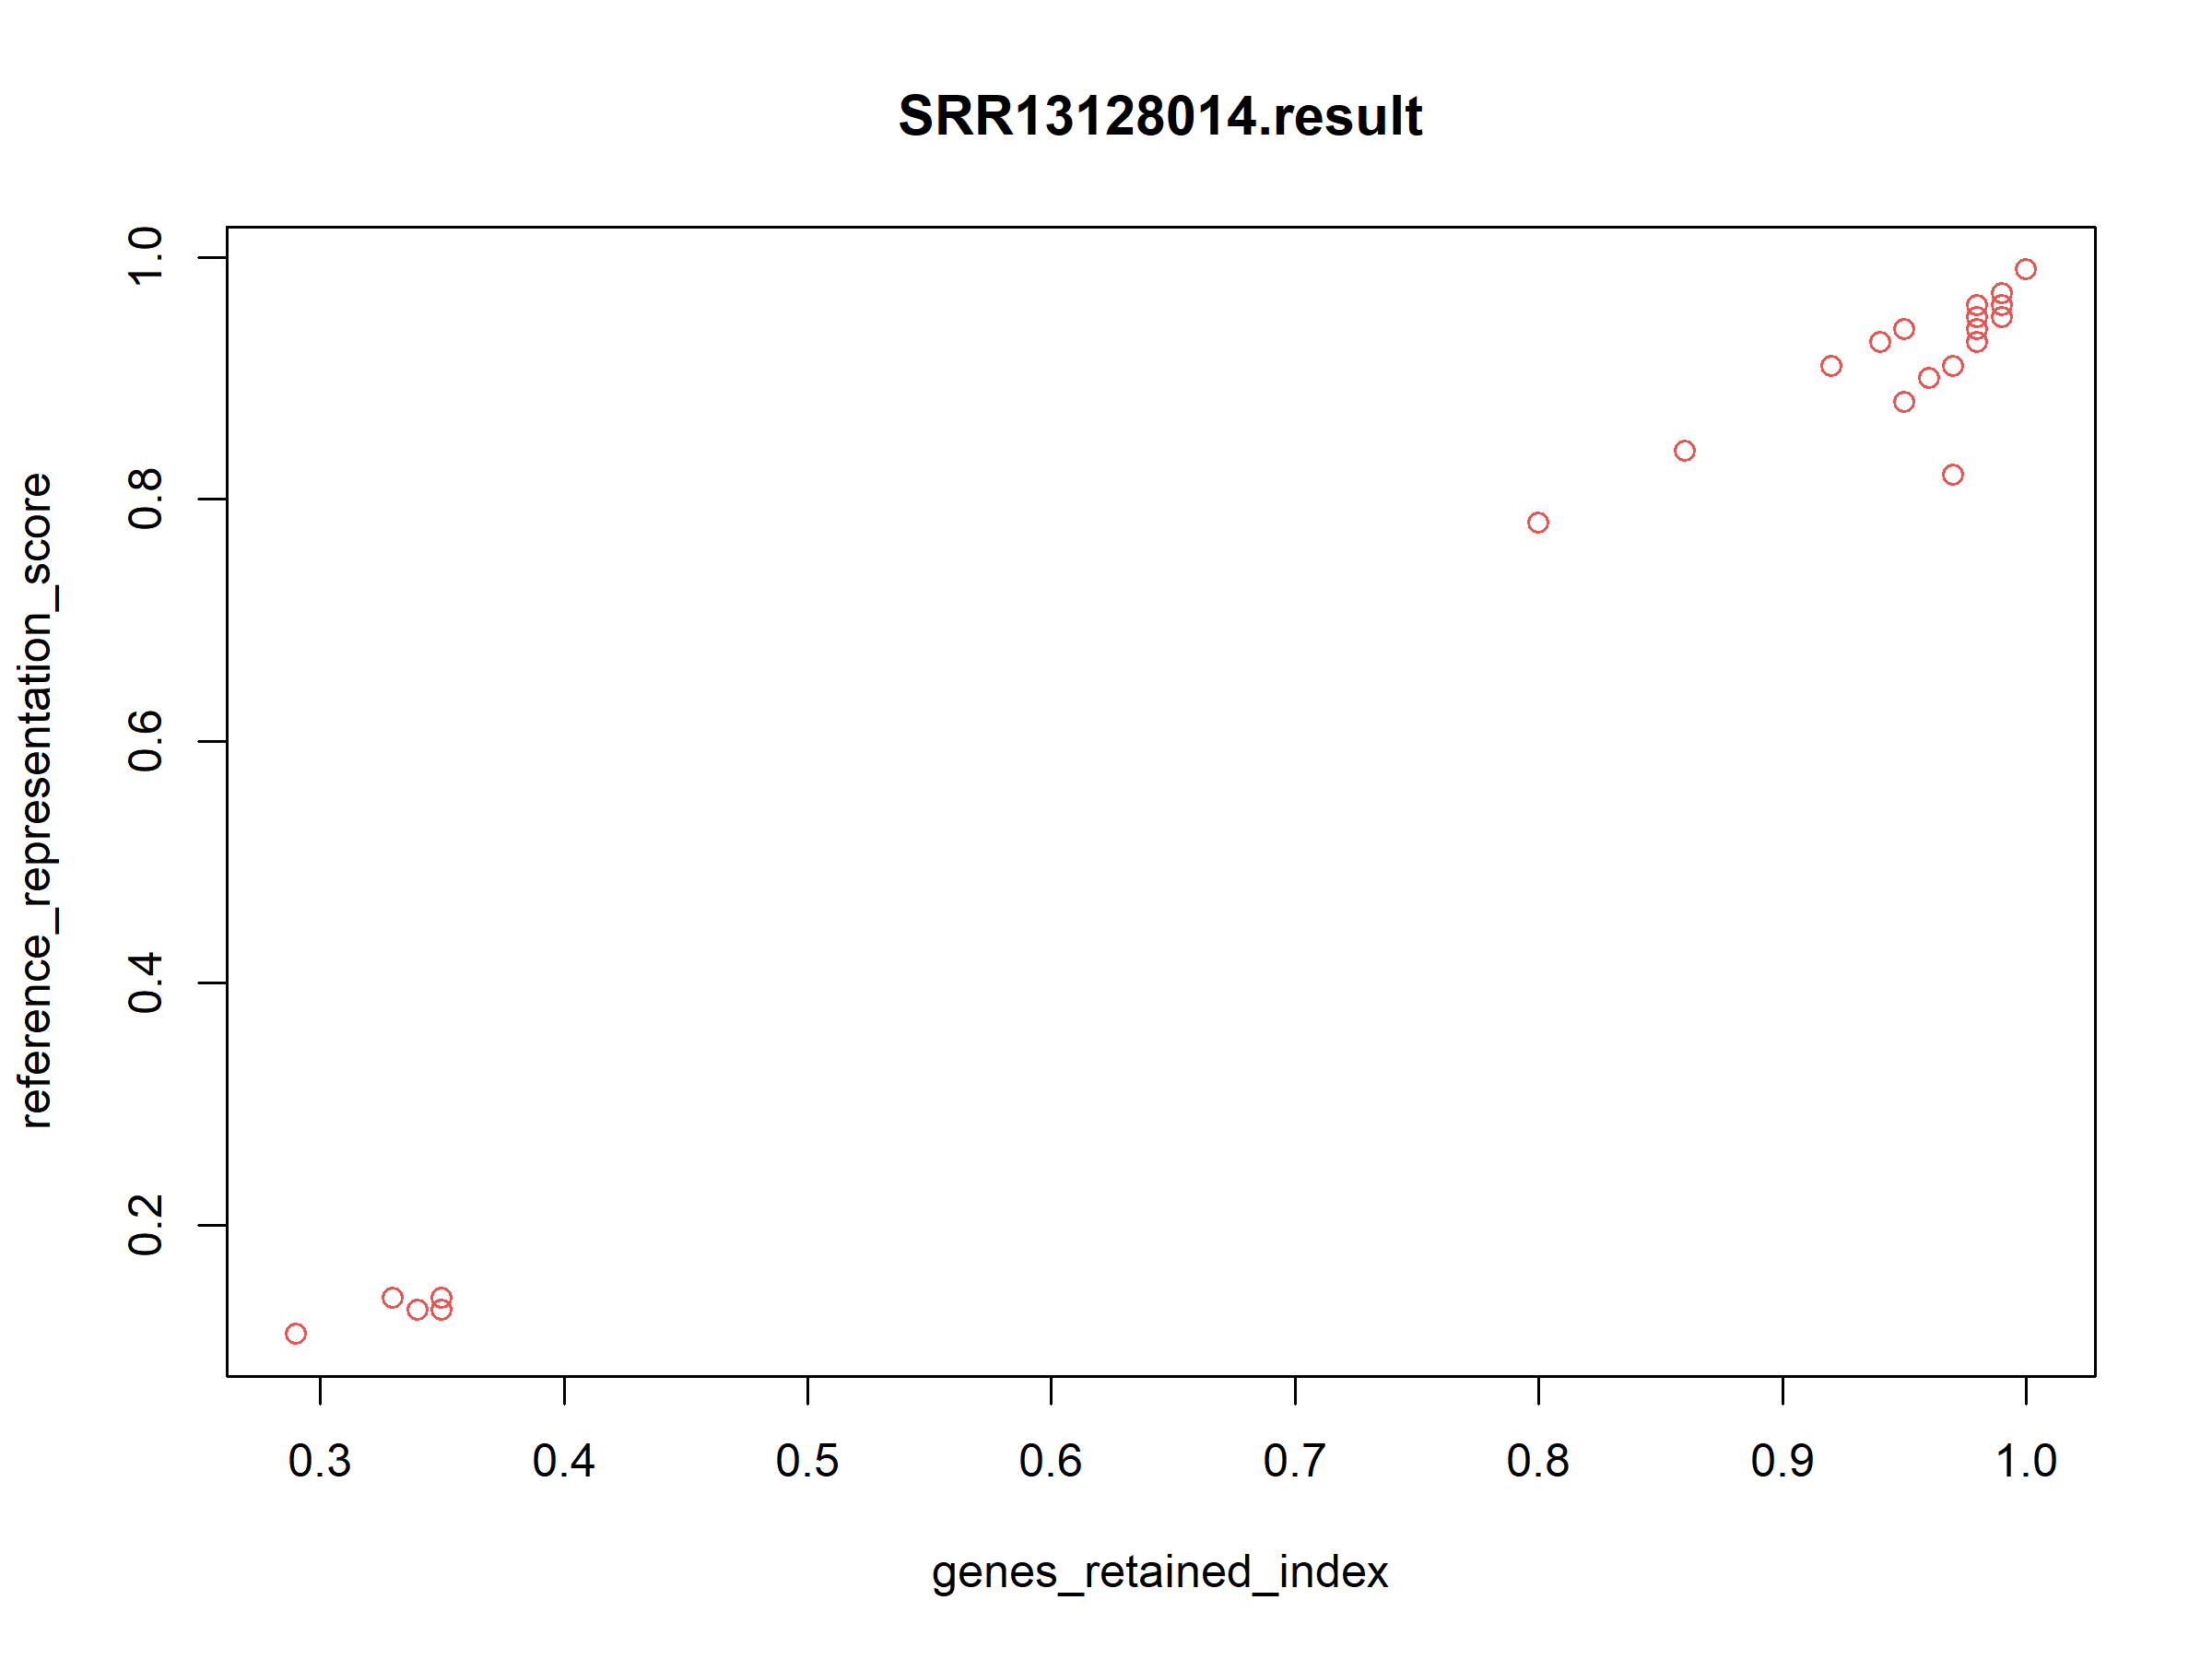 SRR13128014.result
reference_representation_score
1.0
0.8
0.6
0.4
0.2
0.3 0.4 0.5 0.6 0.7 0.8 0.9 1.0
genes_retained_index